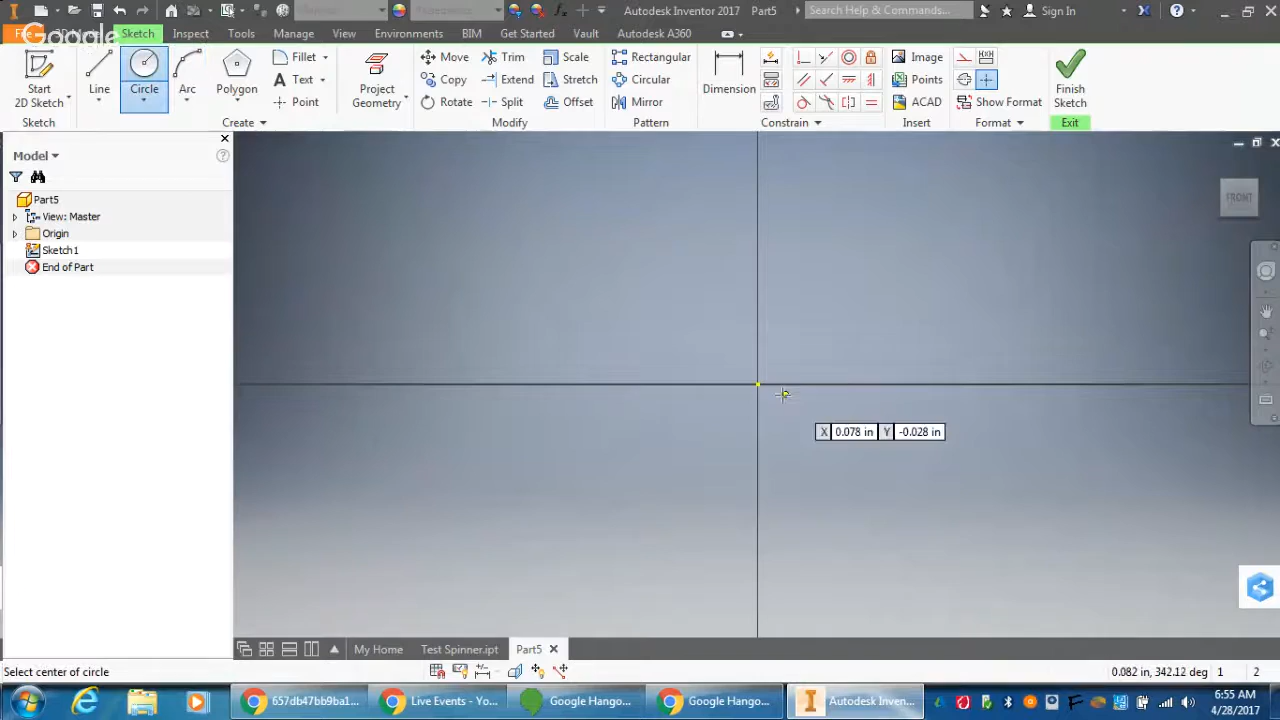 Autodesk Inventor 2017 Part5
Search Help & Commands...
Sign In
Google
File
Sketch
Inspect
Tools
Manage
View
Environments
BIM
Get Started
Vault
Autodesk A360
Start 2D Sketch
Line
Circle
Arc
Polygon
Fillet
Text
Point
Project Geometry
Move
Trim
Scale
Copy
Extend
Stretch
Rotate
Split
Offset
Rectangular
Circular
Mirror
Dimension
Image
Points
ACAD
Show Format
Finish Sketch
Sketch
Create
Modify
Pattern
Constrain
Insert
Format
Exit
Model
Part5
View: Master
Origin
Sketch1
End of Part
FRONT
X 0.078 in Y -0.028 in
My Home
Test Spinner.ipt
Part5
Select center of circle
0.082 in, 342.12 deg 1 2
657db47bb9ba1...
Live Events - Yo...
Google Hango...
Google Hango...
Autodesk Inven...
6:55 AM
4/28/2017